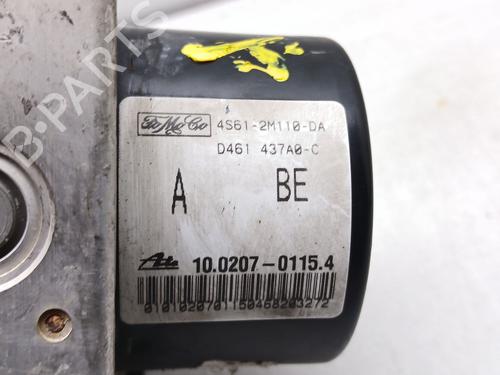 FoMoCo 4S61-2M110-DA
D461 437A0-C
A BE
Ate 10.0207-0115.4
0101020701150468203272
B-PARTS